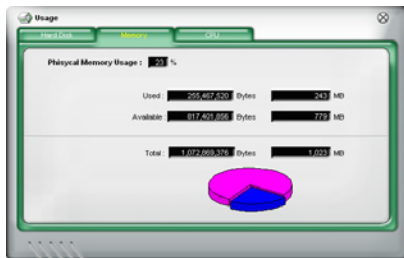 Usage
Hard Disk Memory CPU
Phisycal Memory Usage : 23 %
Used : 255,467,520 Bytes 243 MB
Available : 817,401,856 Bytes 779 MB
Total : 1,072,869,376 Bytes 1,023 MB